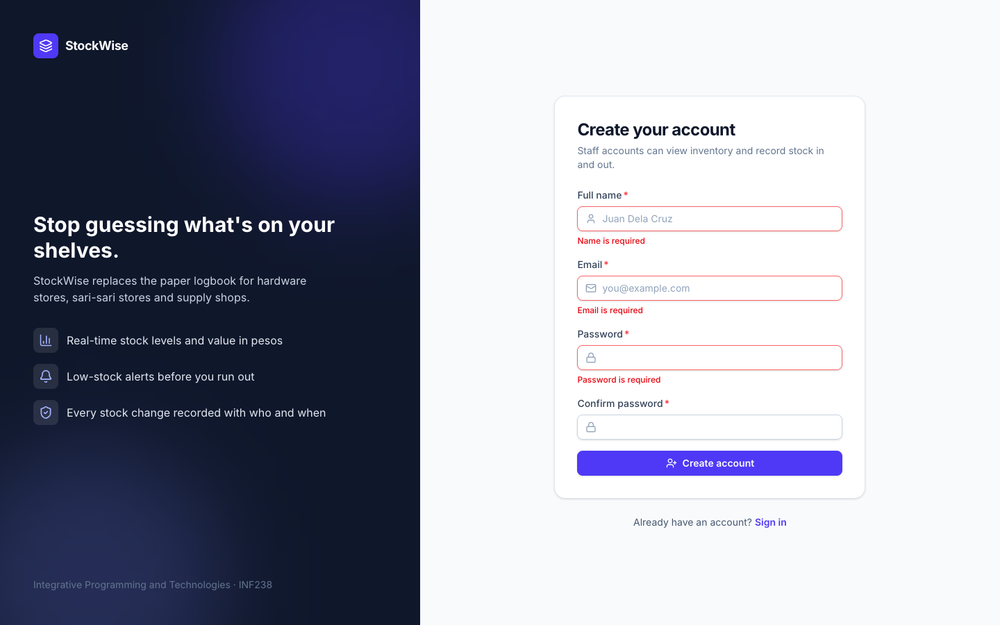 StockWise
Stop guessing what's on your
shelves.
StockWise replaces the paper logbook for hardware
stores, sari-sari stores and supply shops.
Real-time stock levels and value in pesos
Low-stock alerts before you run out
Every stock change recorded with who and when
Integrative Programming and Technologies · INF238
Create your account
Staff accounts can view inventory and record stock in
and out.
Full name *
Juan Dela Cruz
Name is required
Email *
you@example.com
Email is required
Password *
Password is required
Confirm password *
Create account
Already have an account? Sign in